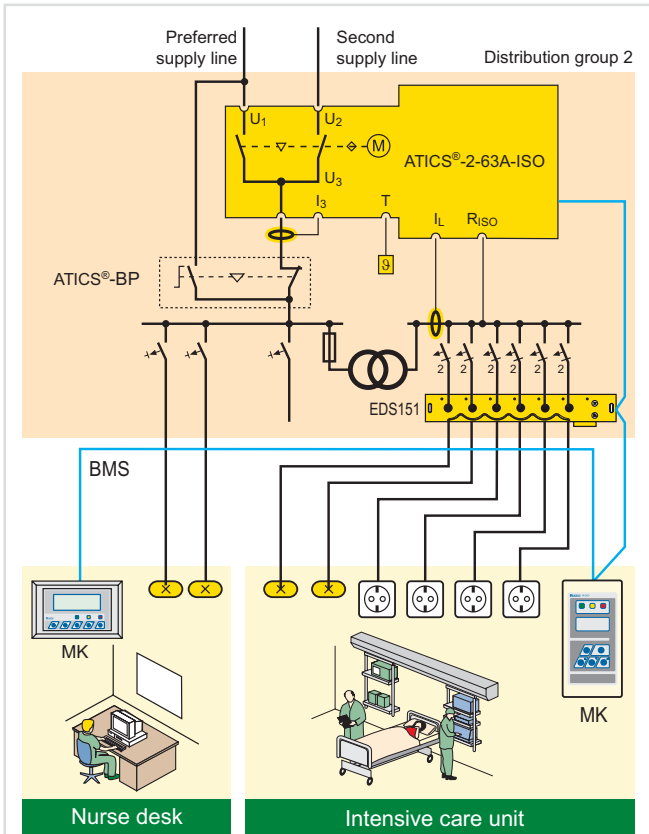 Preferred
supply line
Second
supply line
Distribution group 2
U1
U2
M
ATICS®-2-63A-ISO
U3
I3
T
IL
RISO
ϑ
ATICS®-BP
2
2
2
2
2
2
EDS151
BMS
MK
MK
Nurse desk
Intensive care unit